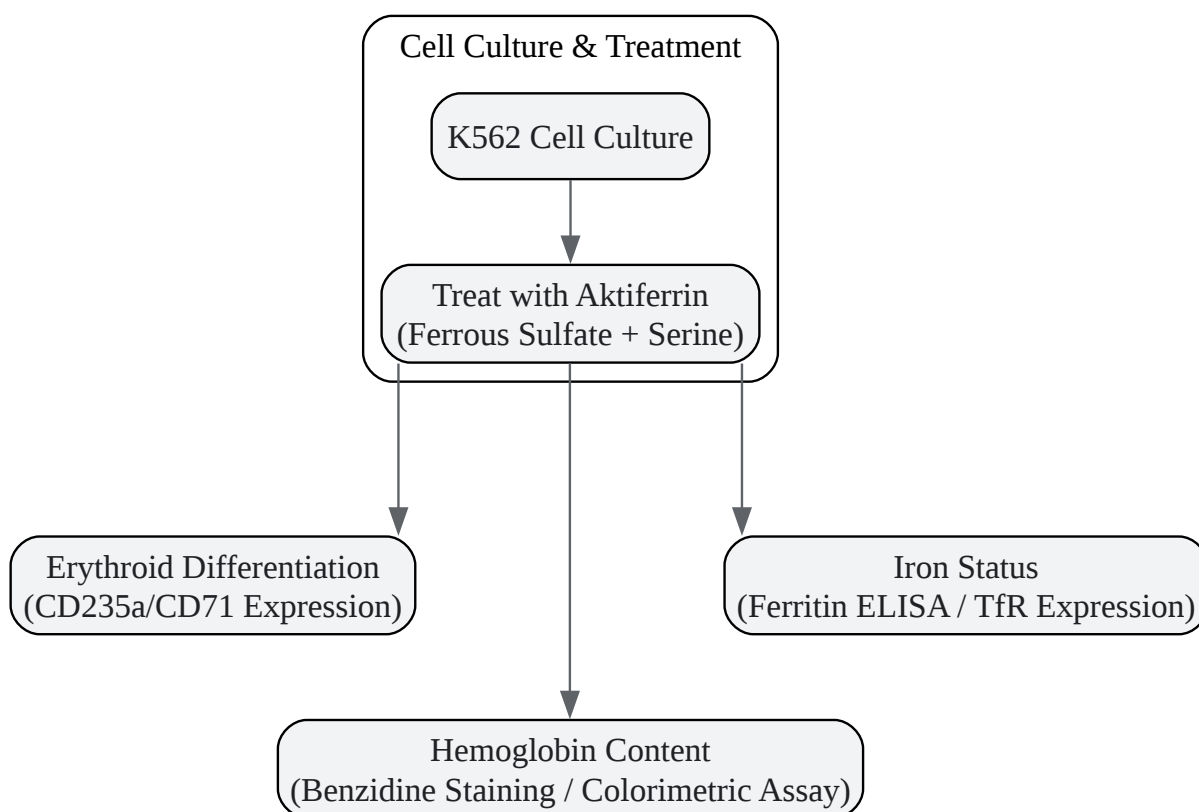 Cell Culture & Treatment
K562 Cell Culture
Treat with Aktiferrin
(Ferrous Sulfate + Serine)
Erythroid Differentiation
(CD235a/CD71 Expression)
Iron Status
(Ferritin ELISA / TfR Expression)
Hemoglobin Content
(Benzidine Staining / Colorimetric Assay)